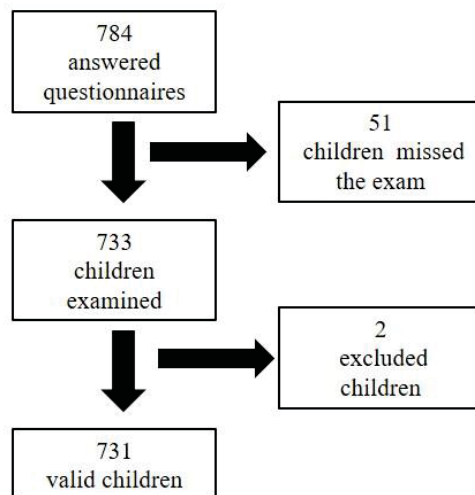 784
answered
questionnaires
51
children missed
the exam
733
children
examined
2
excluded
children
731
valid children